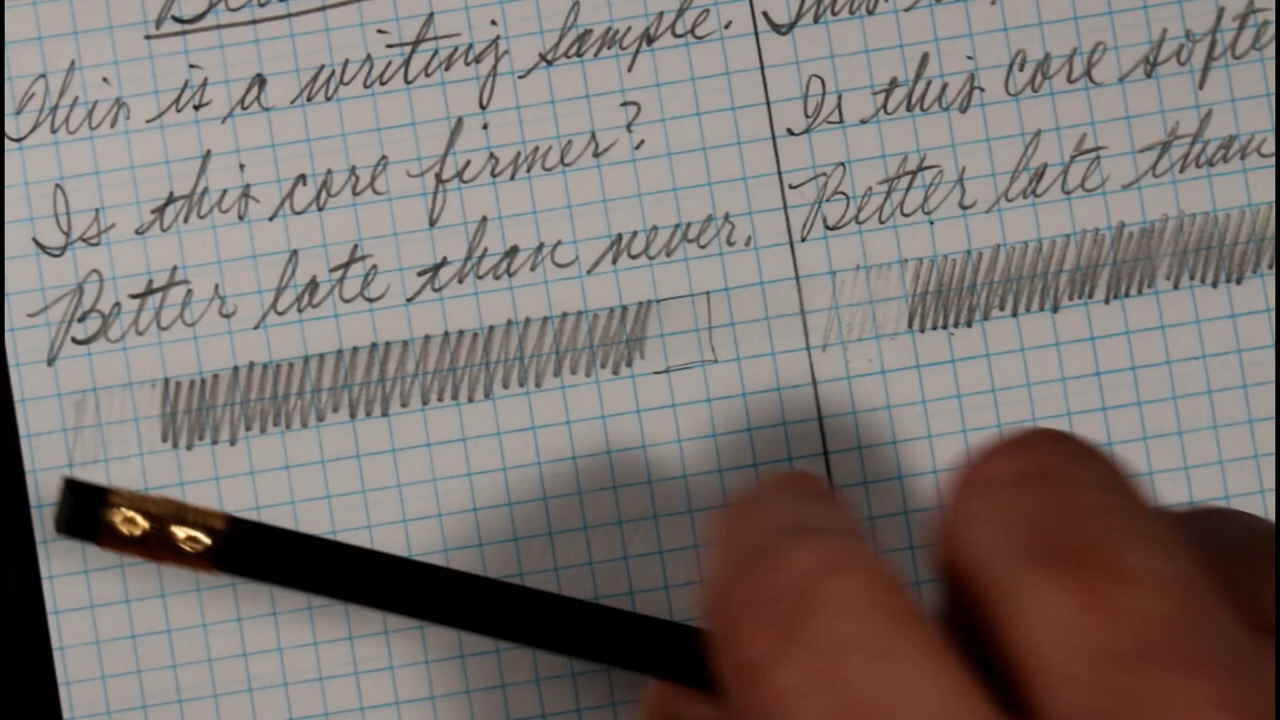 This is a writing sample.
Is this core firmer?
Better late than never.
Is this core softe
Better late than